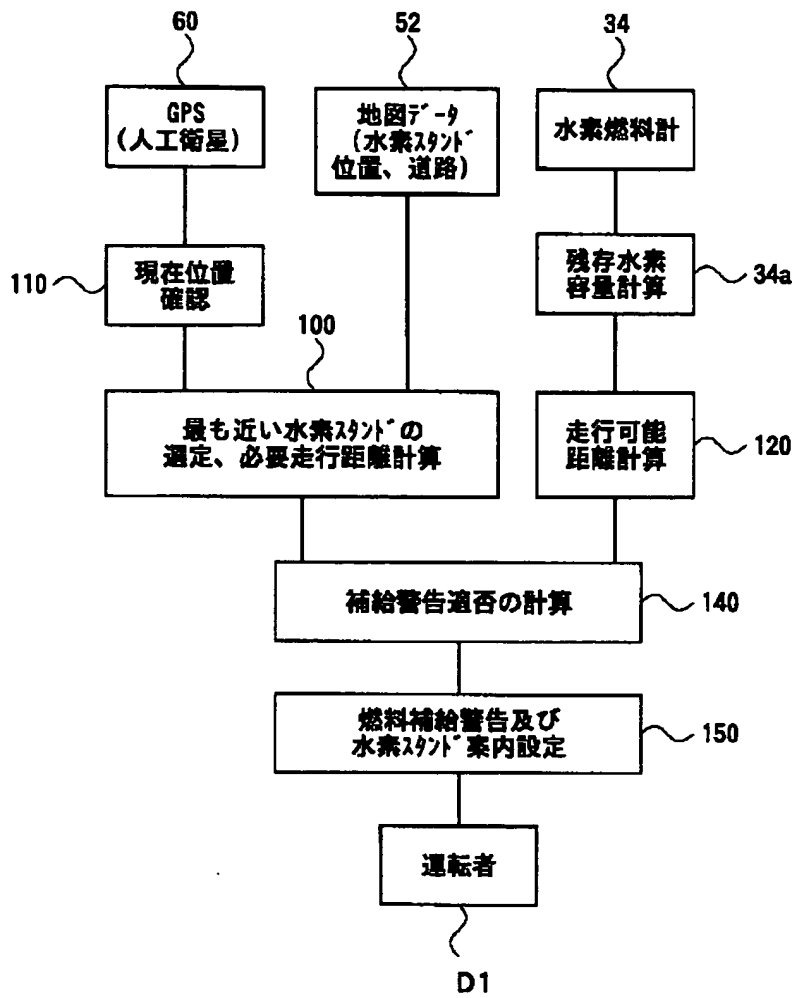 60
52
34
GPS
(人工衛星)
地図ﾃﾞｰﾀ
(水素ｽﾀﾝﾄﾞ
位置、道路)
水素燃料計
110
現在位置
確認
残存水素
容量計算
34a
100
最も近い水素ｽﾀﾝﾄﾞの
選定、必要走行距離計算
走行可能
距離計算
120
補給警告適否の計算
140
燃料補給警告及び
水素ｽﾀﾝﾄﾞ案内設定
150
運転者
D1